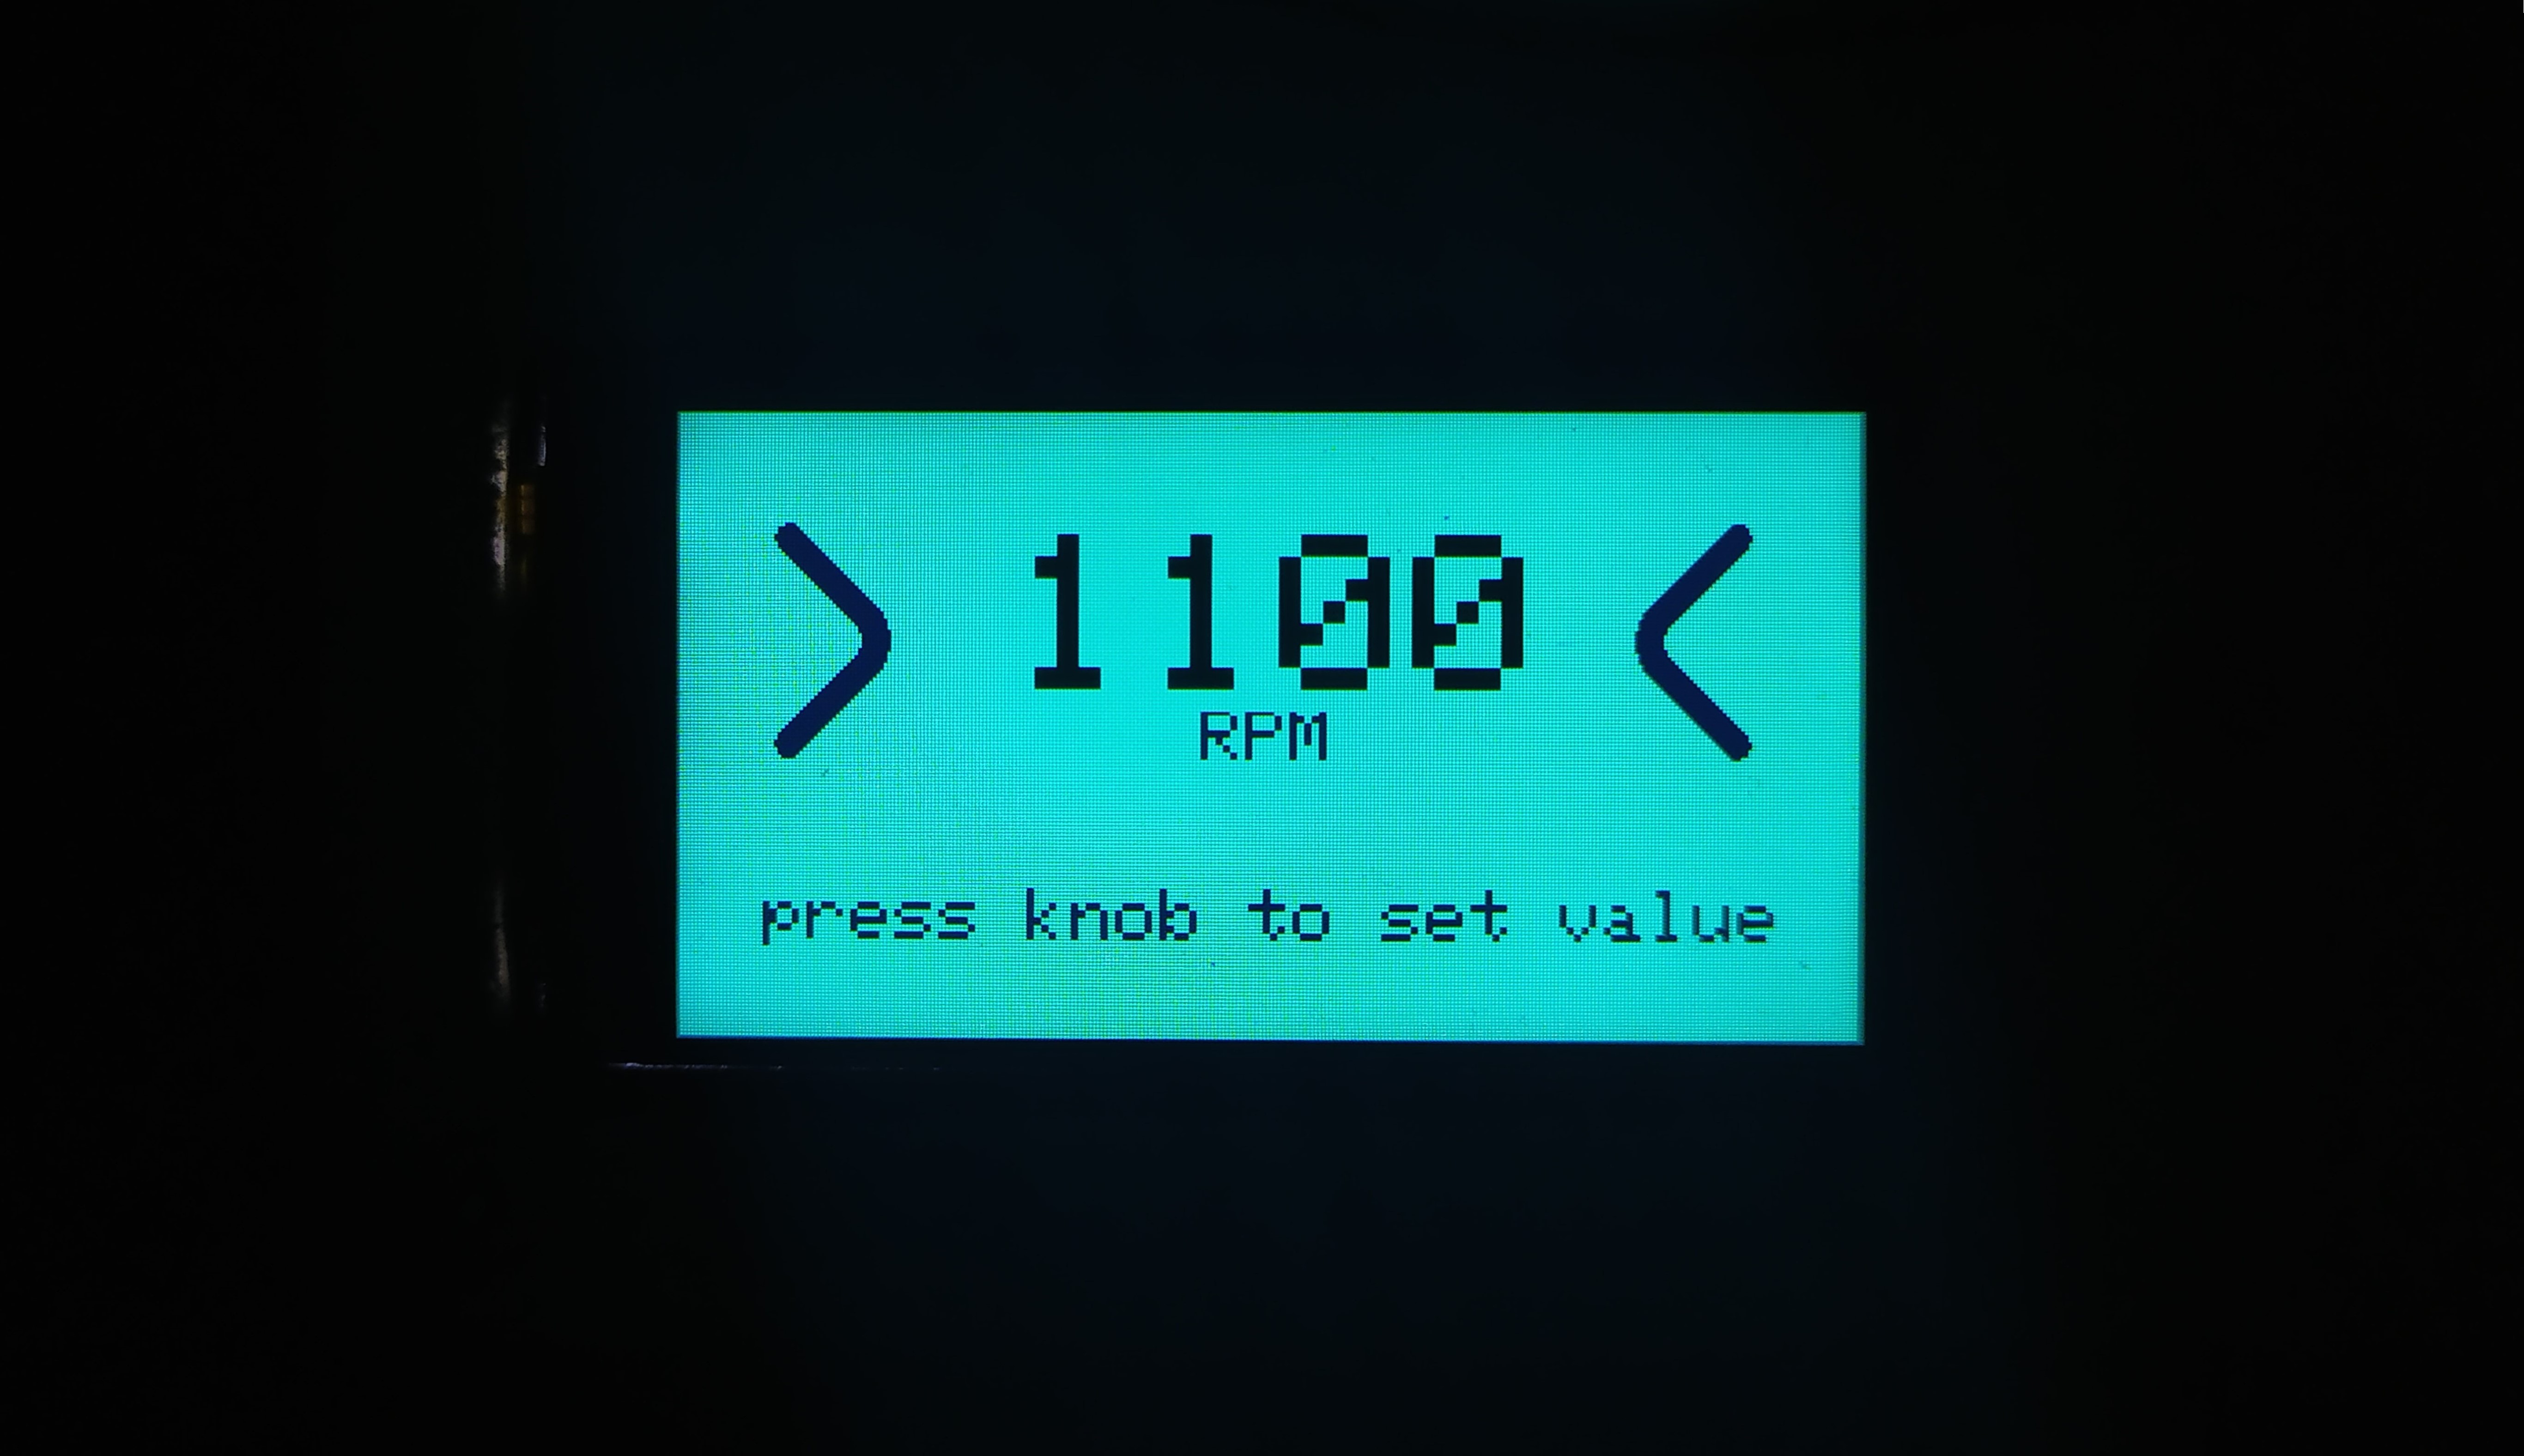 1100
RPM
press knob to set value